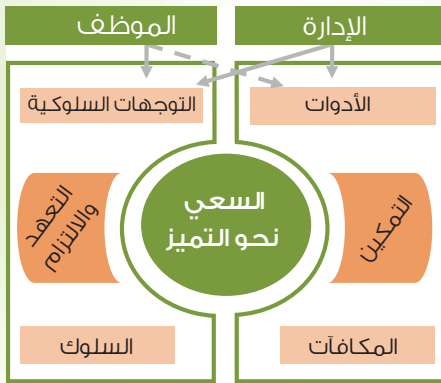 الإدارة
الموظف
الأدوات
التوجهات السلوكية
السعي
نحو التميز
التمكين
التعهد
والالتزام
المكافآت
السلوك